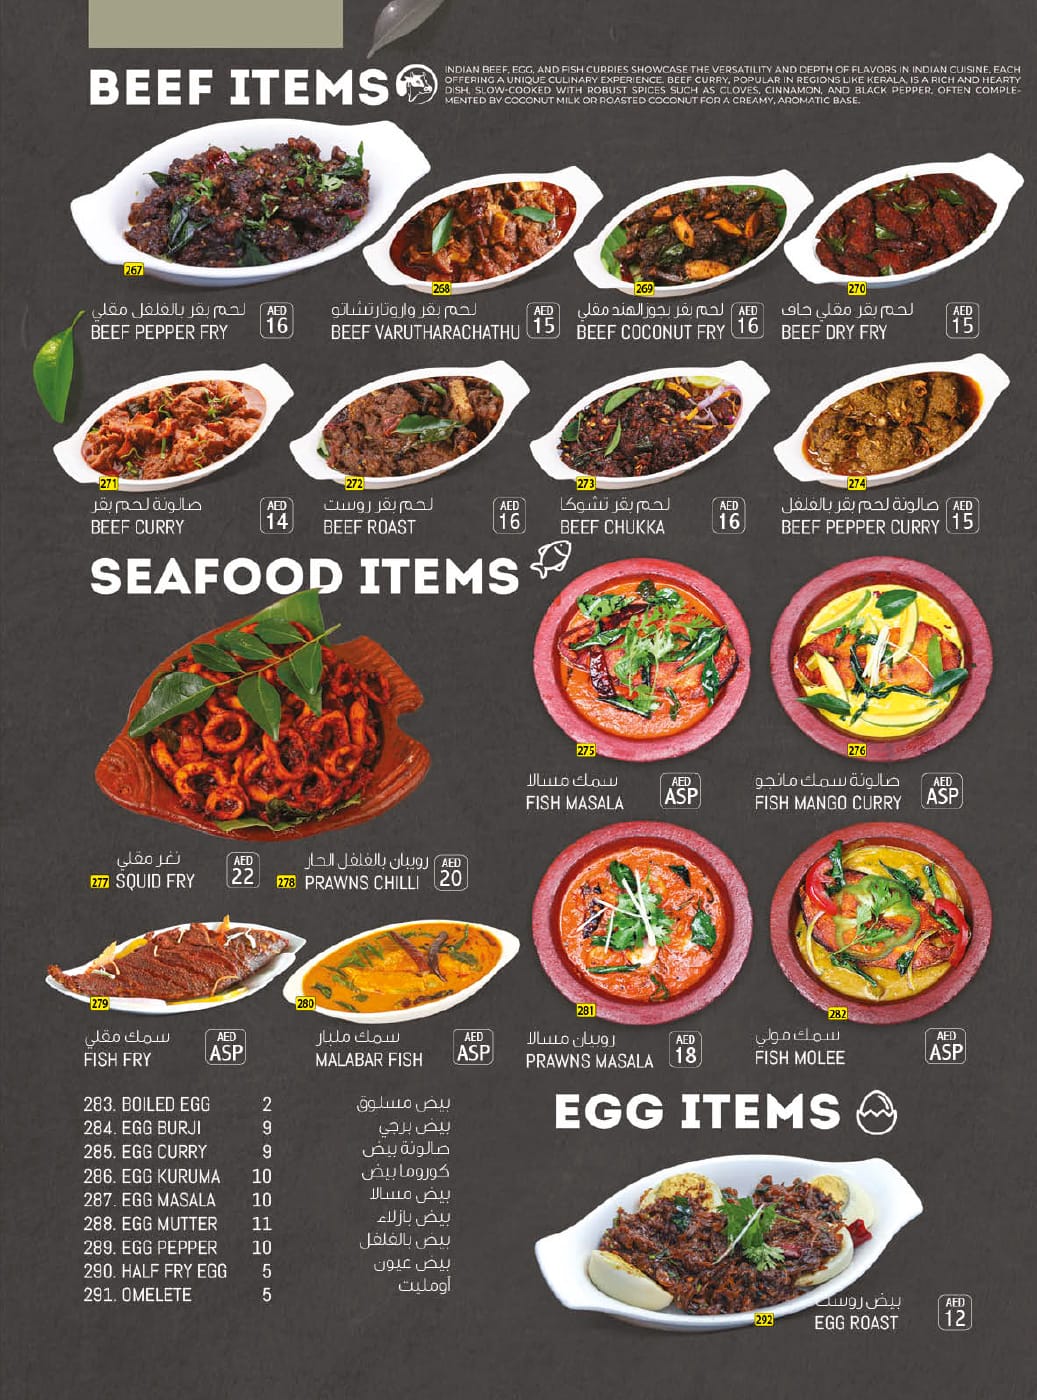 BEEF ITEMS
INDIAN BEEF, EGG, AND FISH CURRIES SHOWCASE THE VERSATILITY AND DEPTH OF FLAVORS IN INDIAN CUISINE, EACH
OFFERING A UNIQUE CULINARY EXPERIENCE. BEEF CURRY, POPULAR IN REGIONS LIKE KERALA, IS A RICH AND HEARTY
DISH, SLOW-COOKED WITH ROBUST SPICES SUCH AS CLOVES, CINNAMON, AND BLACK PEPPER, OFTEN COMPLE-
MENTED BY COCONUT MILK OR ROASTED COCONUT FOR A CREAMY, AROMATIC BASE.
267
لحم بقر بالفلفل مقلي
BEEF PEPPER FRY
AED
16
268
لحم بقر واروتارتشاتو
BEEF VARUTHARACHATHU
AED
15
269
لحم بقر بجوزالهند مقلي
BEEF COCONUT FRY
AED
16
270
لحم بقر مقلي جاف
BEEF DRY FRY
AED
15
271
صالونة لحم بقر
BEEF CURRY
AED
14
272
لحم بقر روست
BEEF ROAST
AED
16
273
لحم بقر تشوكا
BEEF CHUKKA
AED
16
274
صالونة لحم بقر بالفلفل
BEEF PEPPER CURRY
AED
15
SEAFOOD ITEMS
275
سمك مسالا
FISH MASALA
AED
ASP
276
صالونة سمك مانجو
FISH MANGO CURRY
AED
ASP
نغر مقلي
277 SQUID FRY
AED
22
روبيان بالفلفل الحار
278 PRAWNS CHILLI
AED
20
279
سمك مقلي
FISH FRY
AED
ASP
280
سمك مليبار
MALABAR FISH
AED
ASP
281
روبيان مسالا
PRAWNS MASALA
AED
18
282
سمك مولي
FISH MOLEE
AED
ASP
283. BOILED EGG 2 بيض مسلوق
284. EGG BURJI 9 بيض برجي
285. EGG CURRY 9 صالونة بيض
286. EGG KURUMA 10 كوروما بيض
287. EGG MASALA 10 بيض مسالا
288. EGG MUTTER 11 بيض بازلاء
289. EGG PEPPER 10 بيض بالفلفل
290. HALF FRY EGG 5 بيض عيون
291. OMELETE 5 أومليت
EGG ITEMS
292
بيض روست
EGG ROAST
AED
12